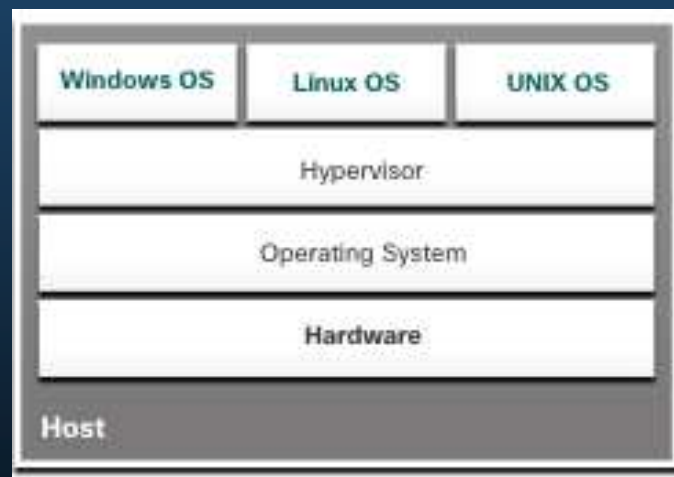 Windows OS Linux OS UNIX OS
Hypervisor
Operating System
Hardware
Host